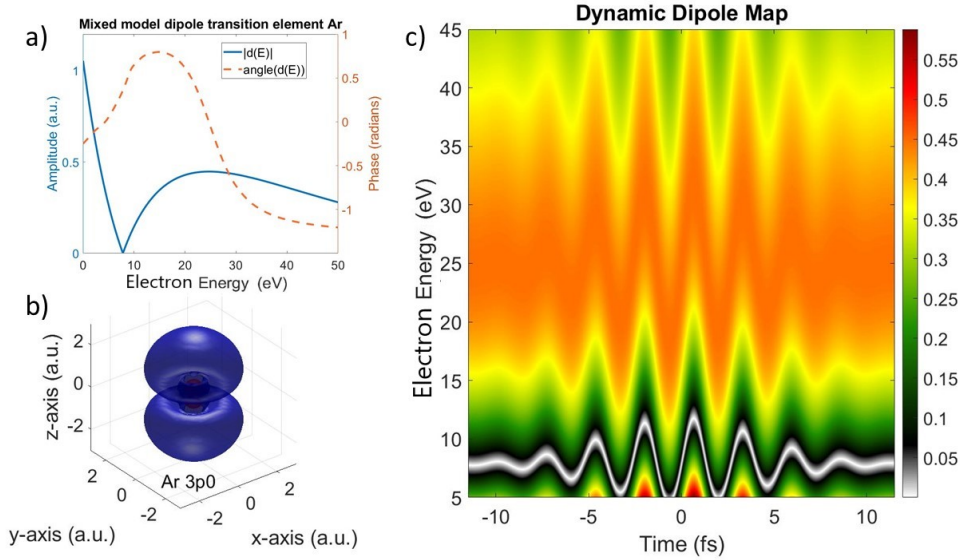 a)
Mixed model dipole transition element Ar
|d(E)|
angle(d(E))
Amplitude (a.u.)
1
0.5
0
Phase (radians)
1
0.5
0
-0.5
-1
0 10 20 30 40 50
Electron Energy (eV)
b)
z-axis (a.u.)
2
0
-2
Ar 3p0
2
0
-2
y-axis (a.u.)
-2
0
2
x-axis (a.u.)
c)
Dynamic Dipole Map
Electron Energy (eV)
45
40
35
30
25
20
15
10
5
-10 -5 0 5 10
Time (fs)
0.55
0.5
0.45
0.4
0.35
0.3
0.25
0.2
0.15
0.1
0.05